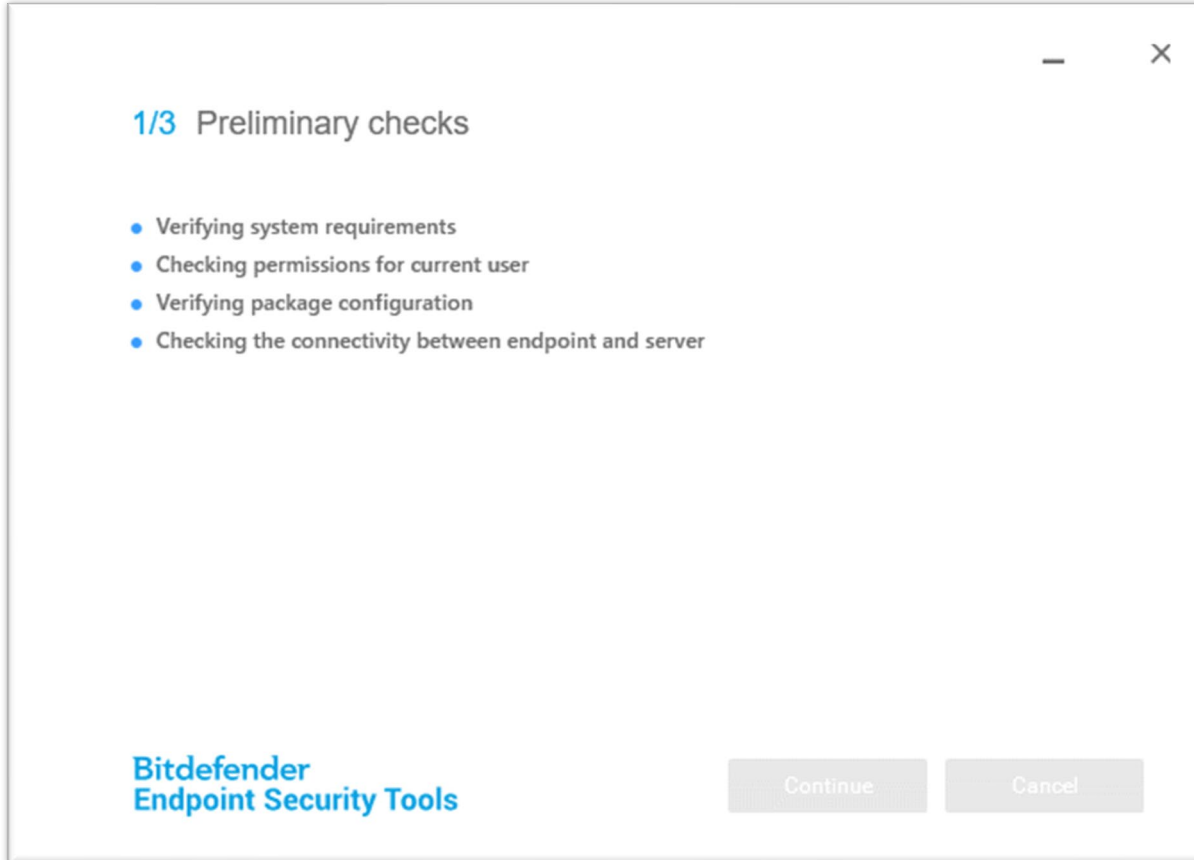 1/3 Preliminary checks
Verifying system requirements
Checking permissions for current user
Verifying package configuration
Checking the connectivity between endpoint and server
Bitdefender
Endpoint Security Tools
Continue
Cancel